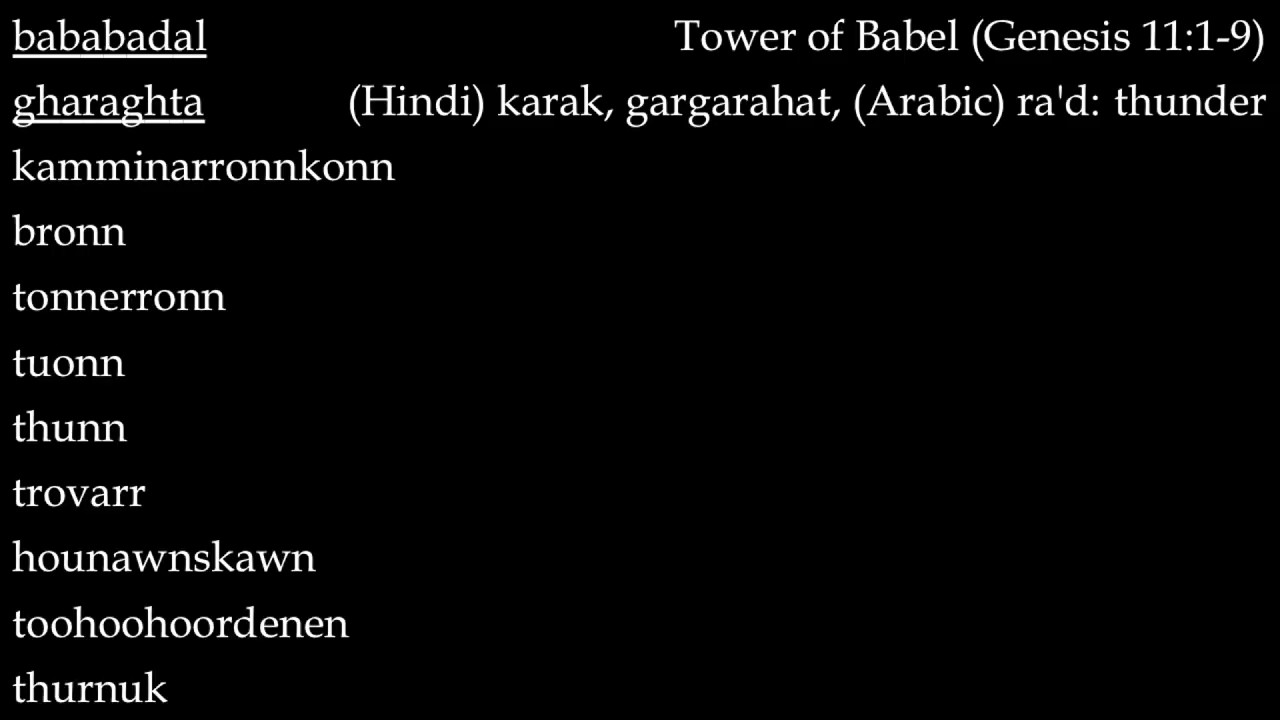 bababadal Tower of Babel (Genesis 11:1-9)
gharaghta (Hindi) karak, gargarahat, (Arabic) ra'd: thunder
kamminarronnkonn
bronn
tonnerronn
tuonn
thunn
trovarr
hounawnskawn
toohoohoordenen
thurnuk